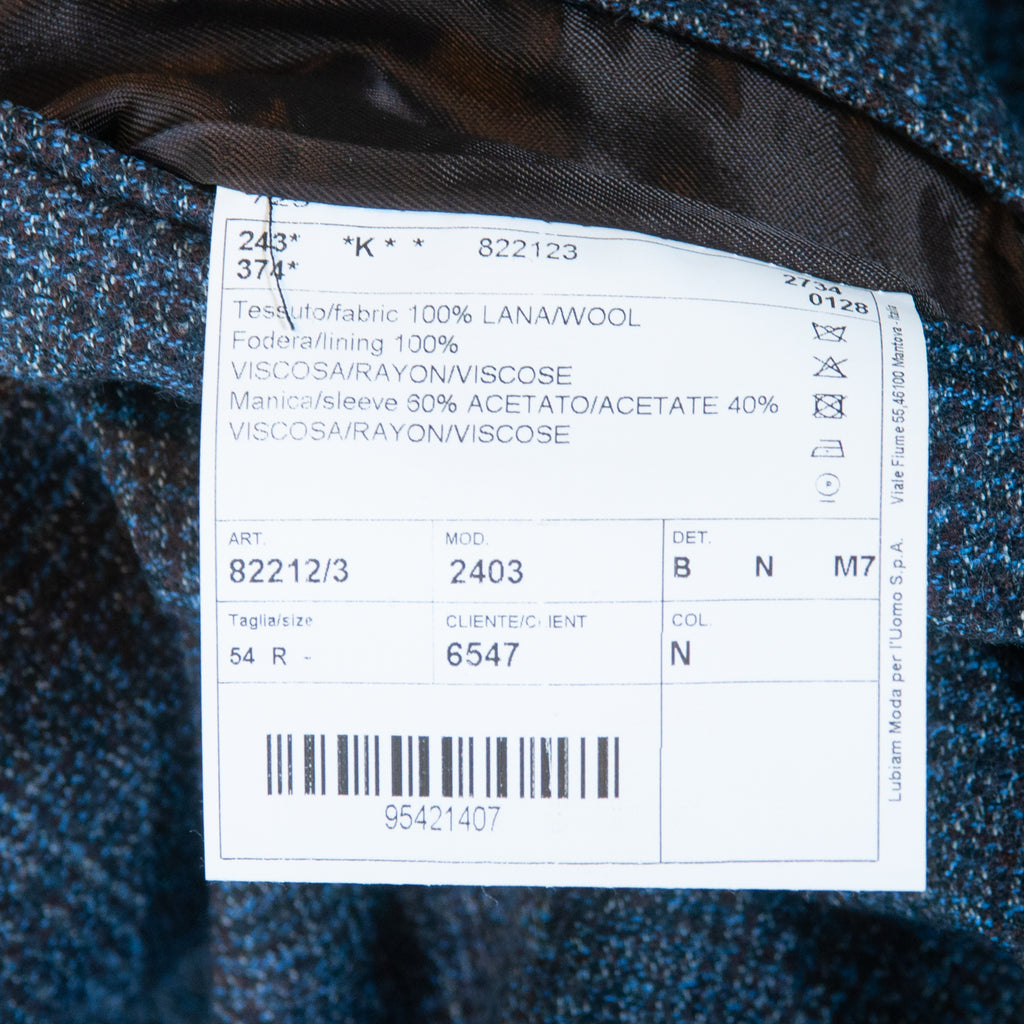 243* *K * * 822123
374*
2734
0128
Tessuto/fabric 100% LANA/WOOL
Fodera/lining 100%
VISCOSA/RAYON/VISCOSE
Manica/sleeve 60% ACETATO/ACETATE 40%
VISCOSA/RAYON/VISCOSE
ART. MOD. DET.
82212/3 2403 B N M7
Taglia/size CLIENTE/CLIENT COL.
54 R - 6547 N
95421407
Lubiam Moda per l'Uomo S.p.A. Viale Fiume 55,46100 Mantova - Italia